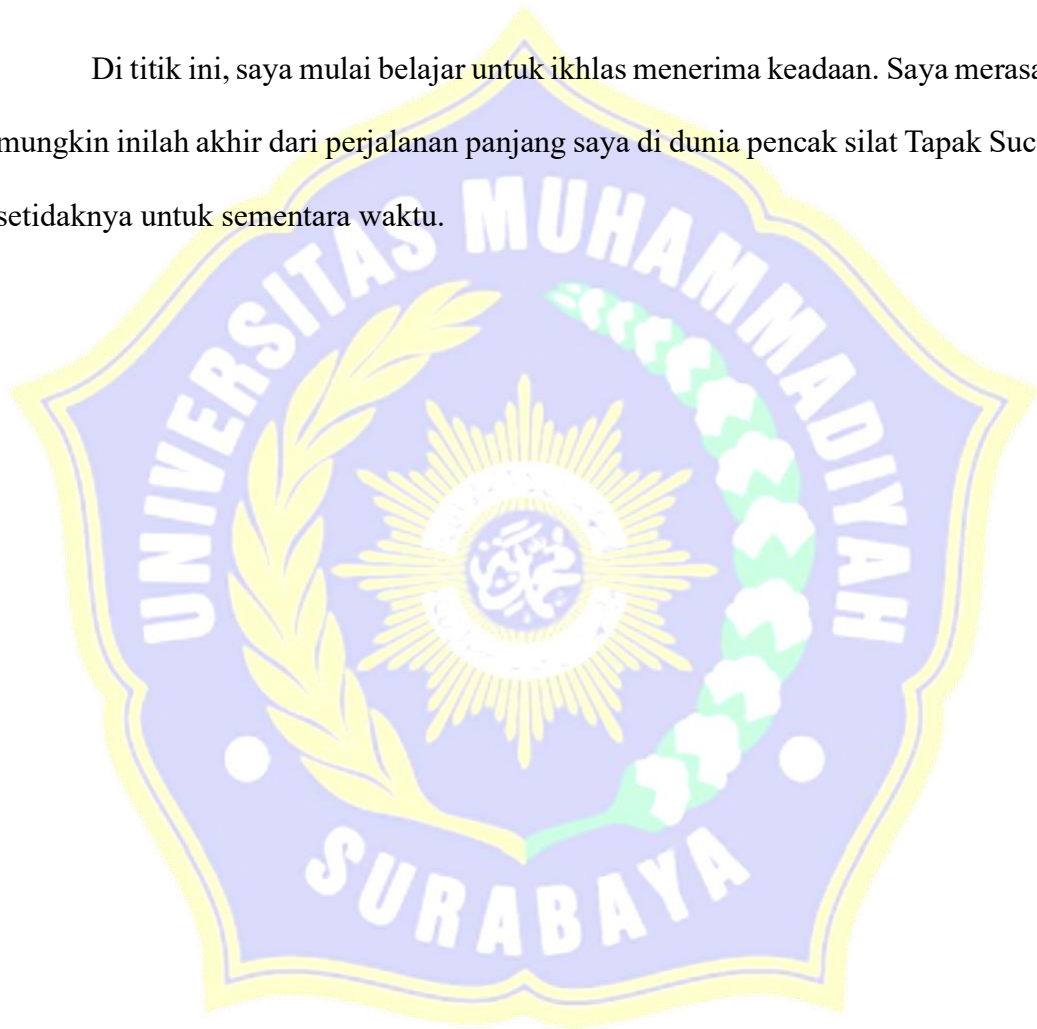 Di titik ini, saya mulai belajar untuk ikhlas menerima keadaan. Saya merasa
mungkin inilah akhir dari perjalanan panjang saya di dunia pencak silat Tapak Suc
setidaknya untuk sementara waktu.
UNIVERSITAS MUHAMMADIYAH
SURABAYA